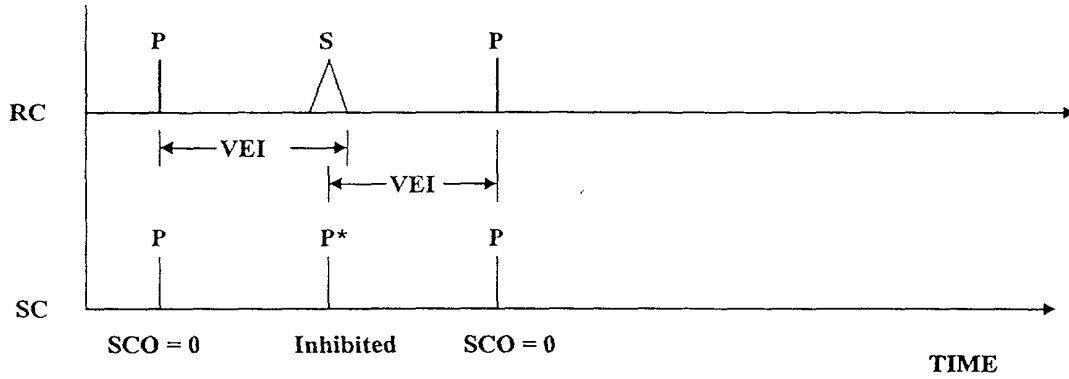 P S P
RC
VEI
VEI
P P* P
SC
SCO = 0 Inhibited SCO = 0
TIME